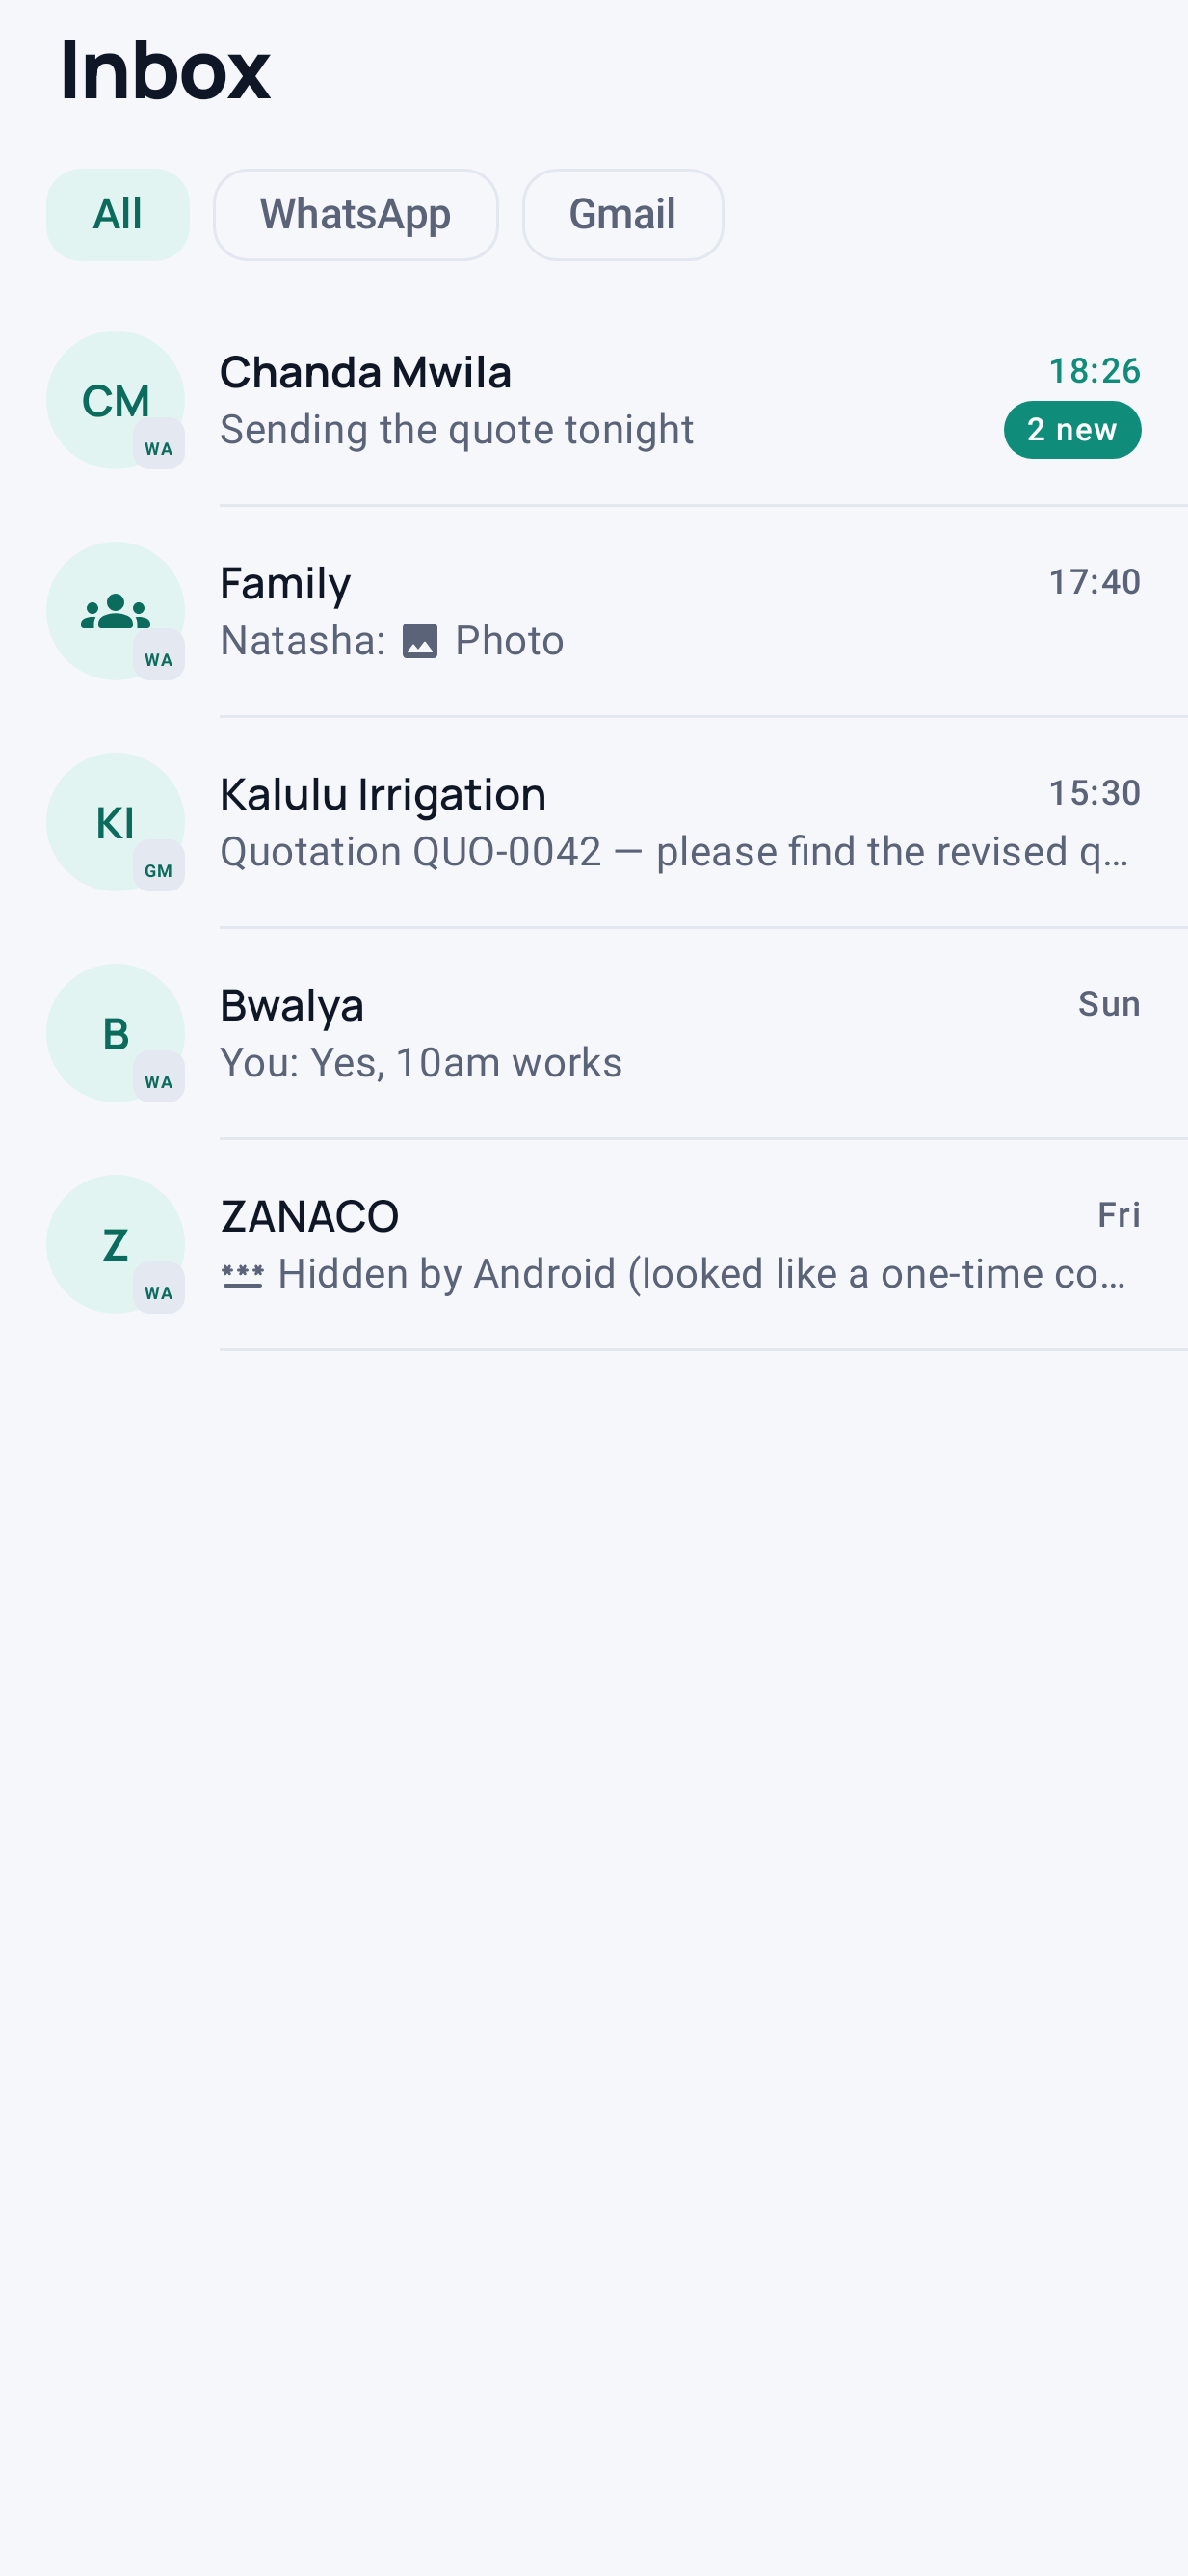 Inbox
All WhatsApp Gmail
CM WA Chanda Mwila 18:26
Sending the quote tonight 2 new
WA Family 17:40
Natasha: Photo
KI GM Kalulu Irrigation 15:30
Quotation QUO-0042 — please find the revised q…
B WA Bwalya Sun
You: Yes, 10am works
Z WA ZANACO Fri
*** Hidden by Android (looked like a one-time co…